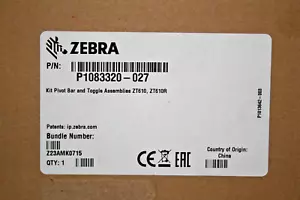 ZEBRA
P/N:
P1083320-027
Kit Pivot Bar and Toggle Assemblies ZT610, ZT610R
Patents: ip.zebra.com
Bundle Number:
Z23AMK0715
QTY: 1
CE
EAC
Country of Origin:
China